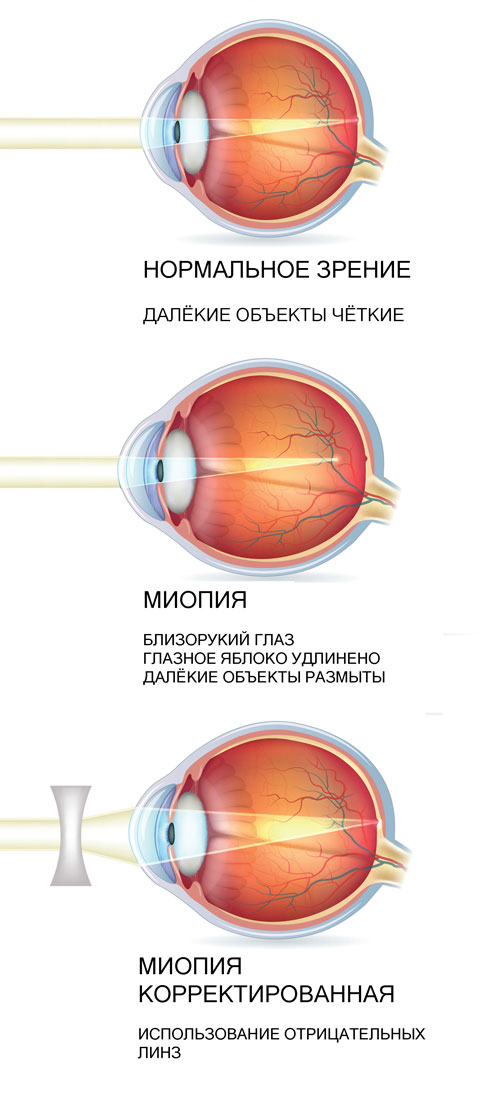 НОРМАЛЬНОЕ ЗРЕНИЕ
ДАЛЁКИЕ ОБЪЕКТЫ ЧЁТКИЕ
МИОПИЯ
БЛИЗОРУКИЙ ГЛАЗ
ГЛАЗНОЕ ЯБЛОКО УДЛИНЕНО
ДАЛЁКИЕ ОБЪЕКТЫ РАЗМЫТЫ
МИОПИЯ
КОРРЕКТИРОВАННАЯ
ИСПОЛЬЗОВАНИЕ ОТРИЦАТЕЛЬНЫХ
ЛИНЗ